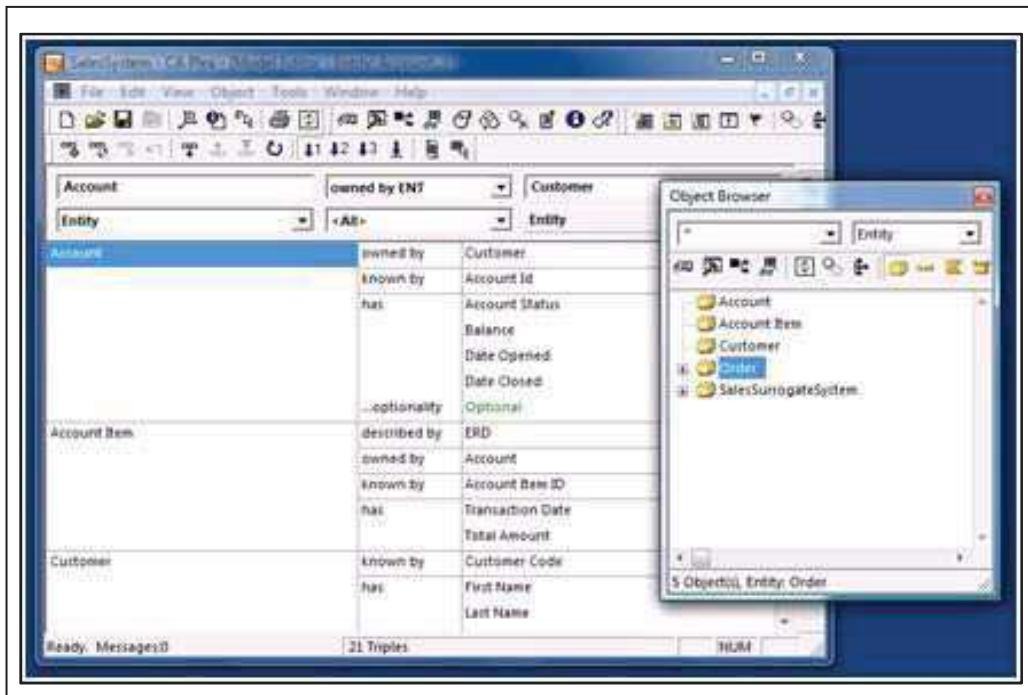 File Edit View Object Tools Window Help
Account owned by ENT Customer
Entity <All> Entity
Account owned by Customer
known by Account Id
has Account Status
Balance
Date Opened
Date Closed
...optionality Optional
Account Item described by ERD
owned by Account
known by Account Item ID
has Transaction Date
Total Amount
Customer known by Customer Code
has First Name
Last Name
Ready. Messages:0 21 Triples NUM
Object Browser
* Entity
Account
Account Item
Customer
Order
SalesSurrogateSystem
5 Object(s), Entity: Order